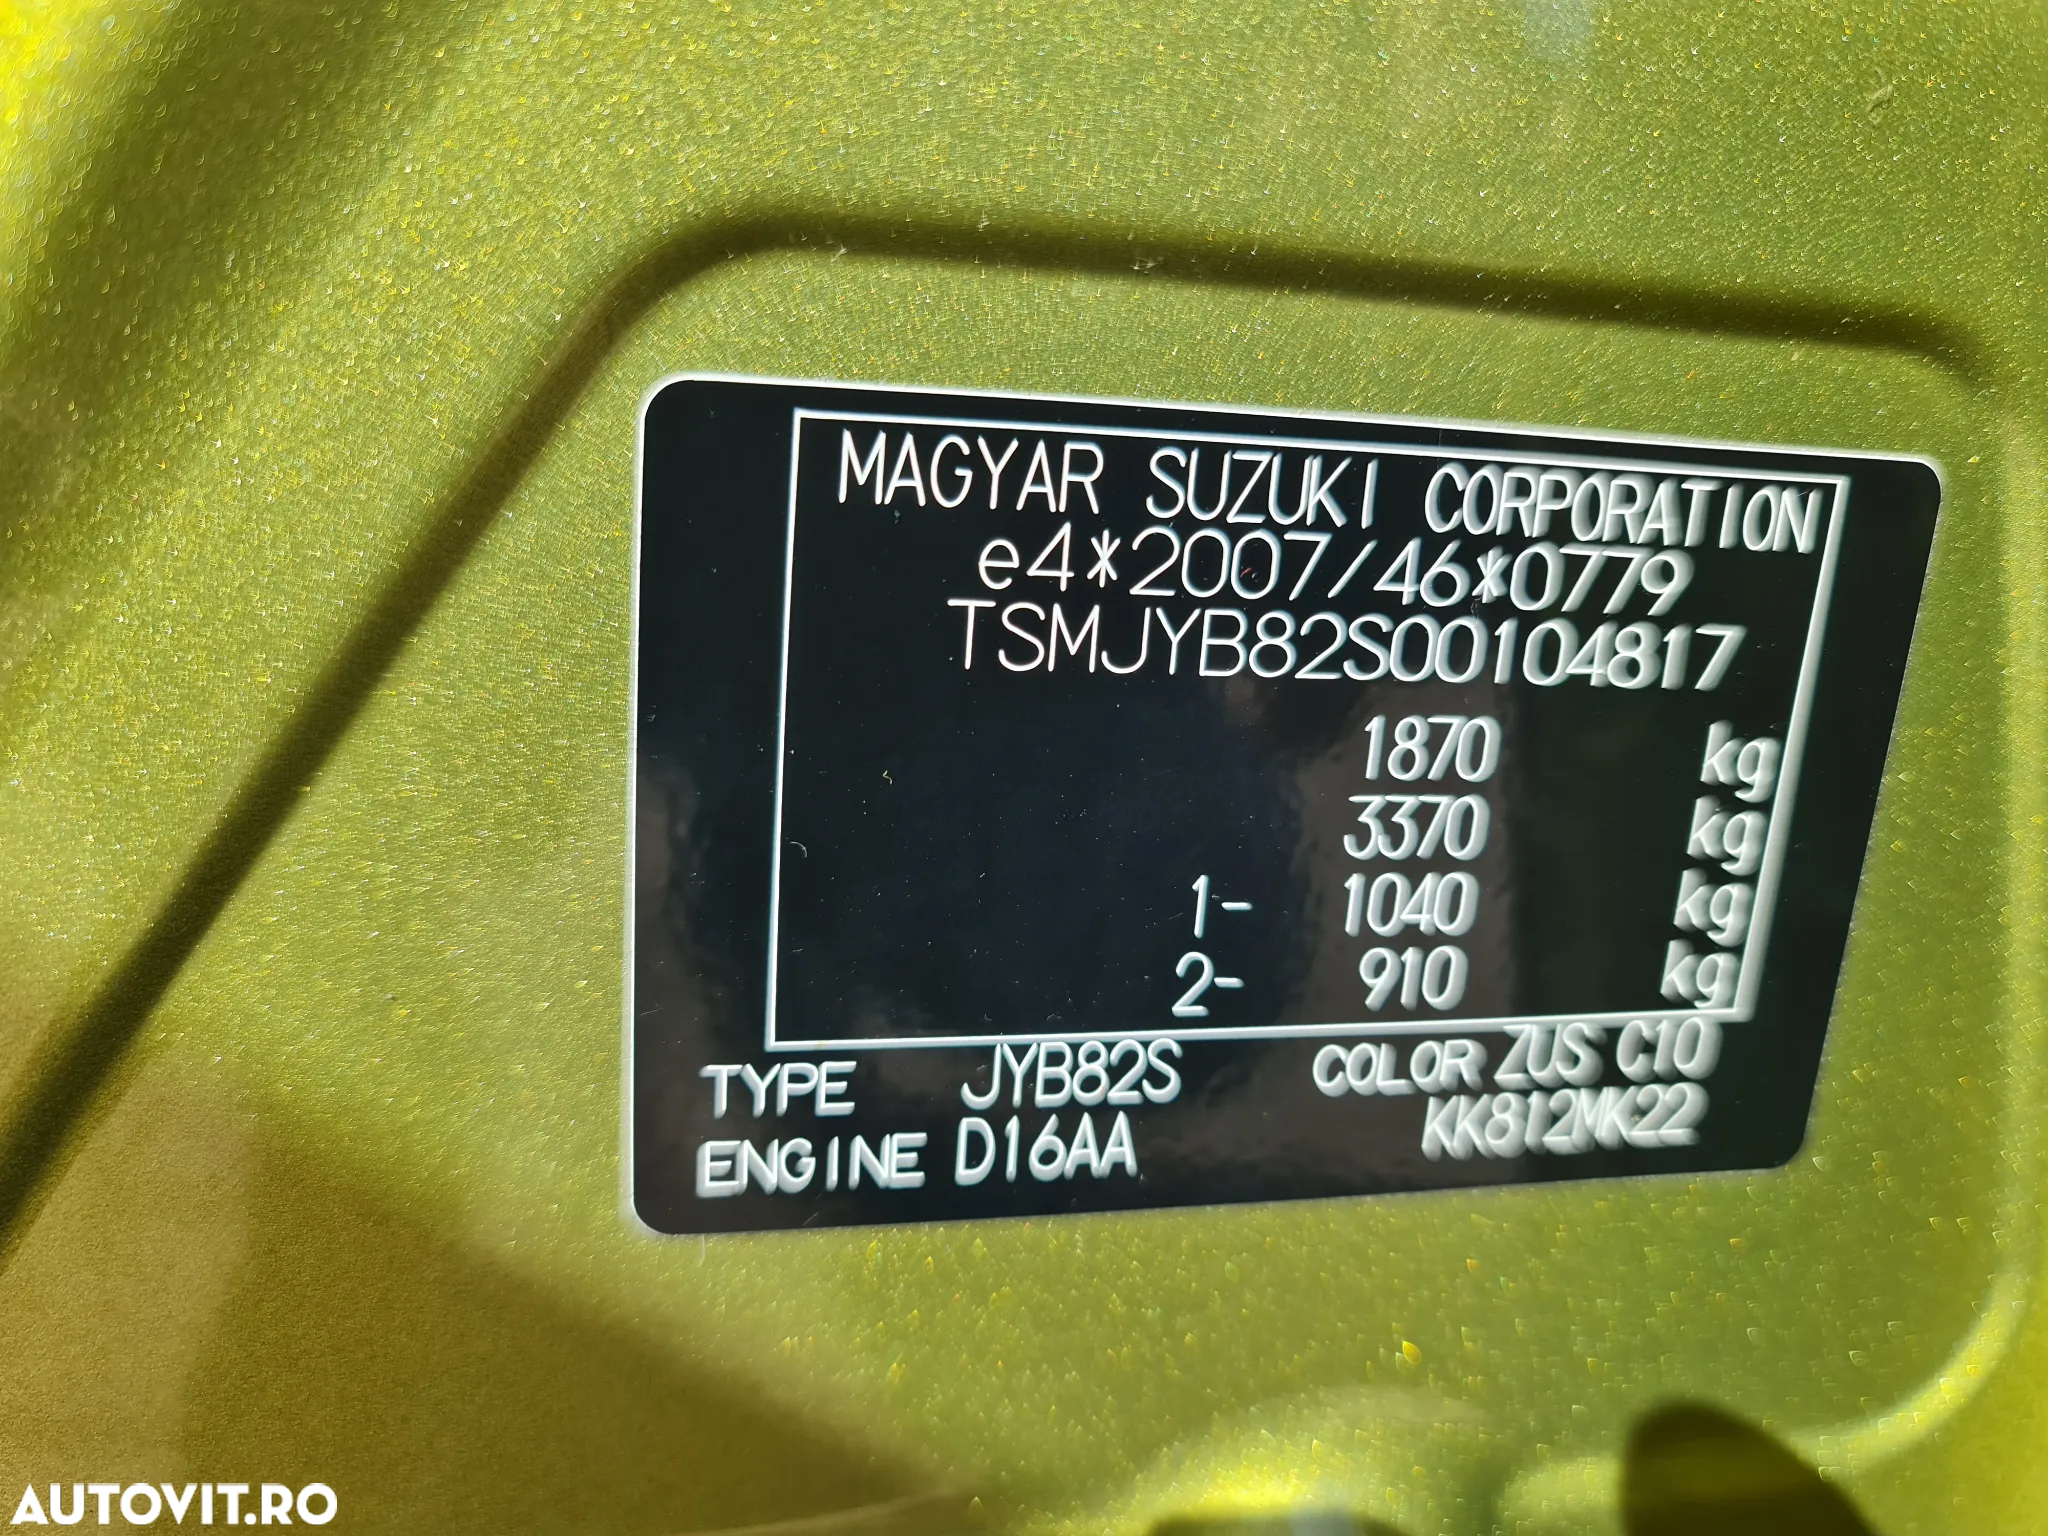 MAGYAR SUZUKI CORPORATION
e4*2007/46*0779
TSMJYB82S00104817
1870 kg
3370 kg
1- 1040 kg
2- 910 kg
TYPE JYB82S COLOR ZUS C10
ENGINE D16AA KK812MK22
AUTOVIT.RO